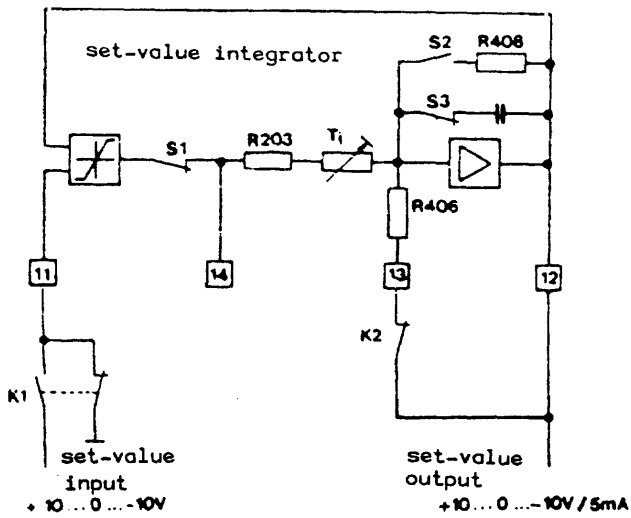 set-value integrator
S2
R408
S3
S1
R203
Ti
R406
11
14
13
12
K2
K1
set-value
input
+ 10...0 ...-10V
set-value
output
+10 ... 0 ...-10V/5mA